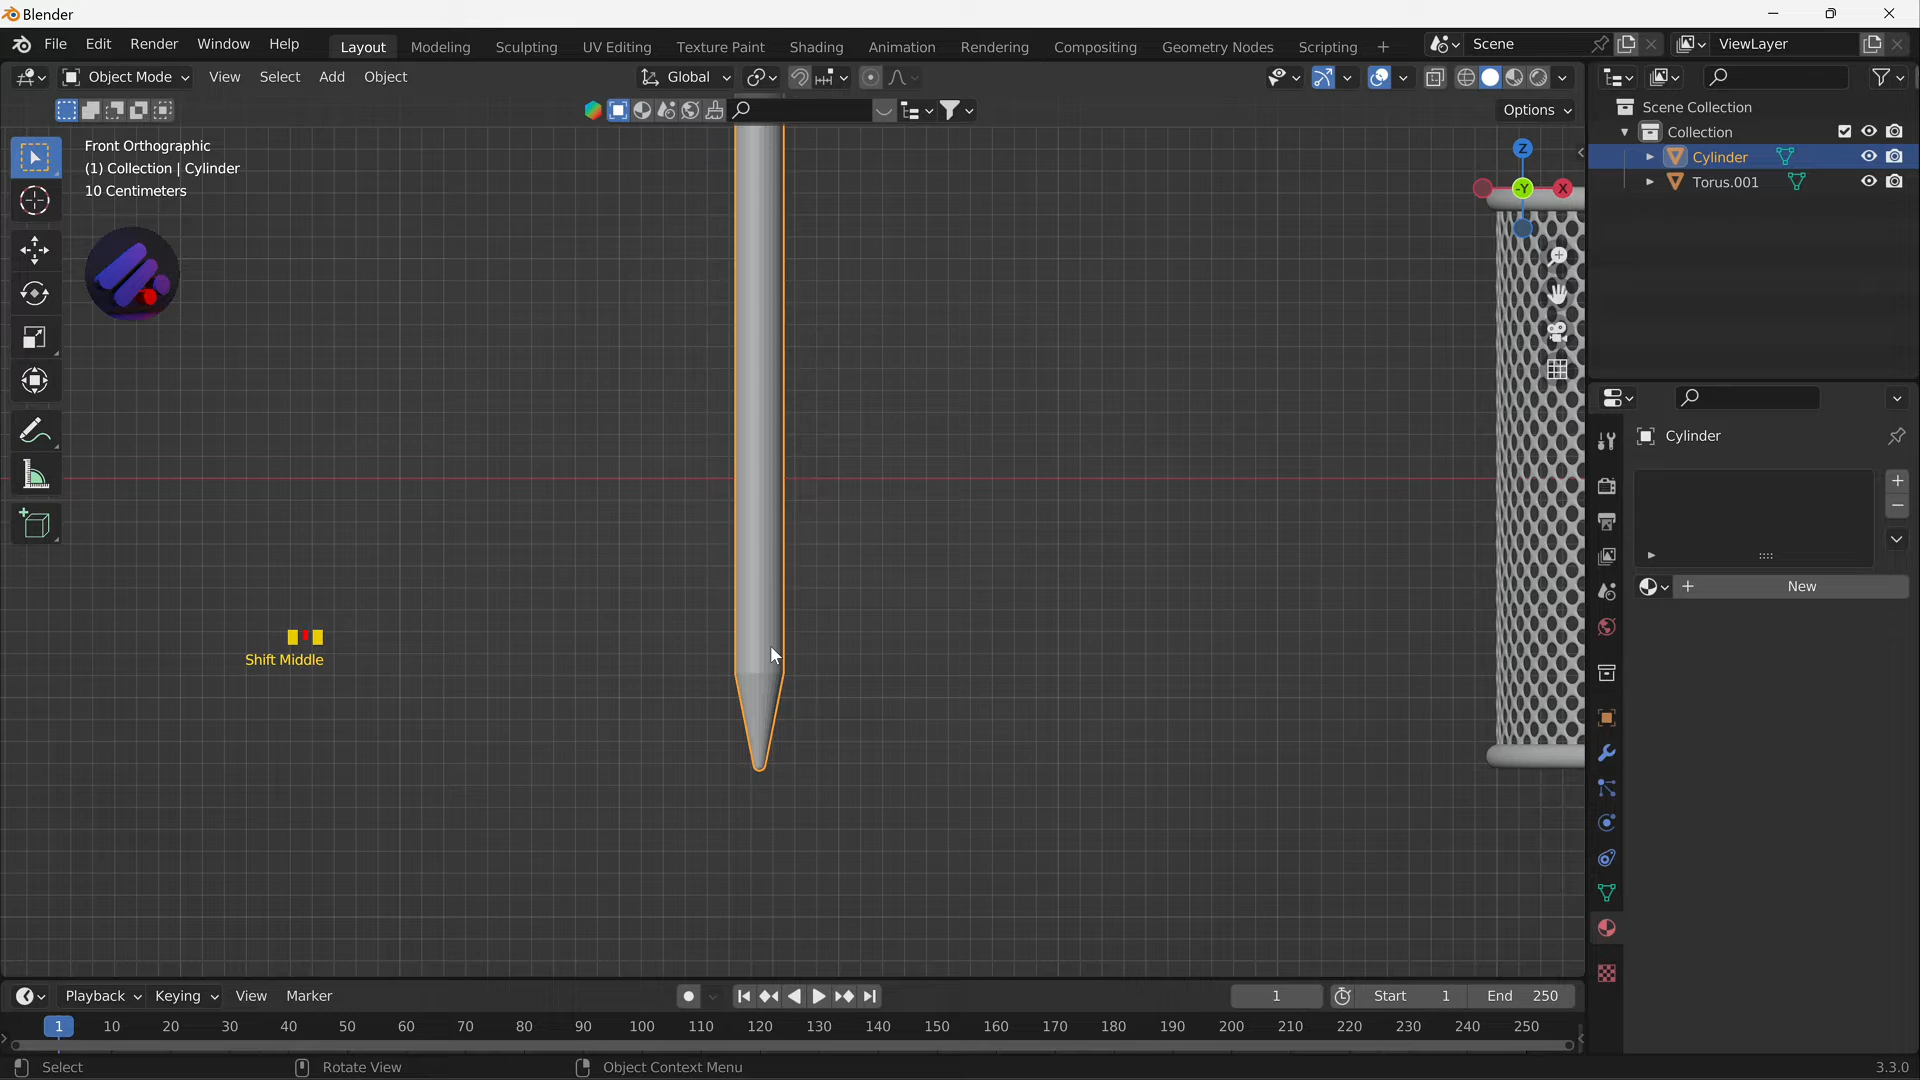 Blender
File Edit Render Window Help Layout Modeling Sculpting UV Editing Texture Paint Shading Animation Rendering Compositing Geometry Nodes Scripting + Scene ViewLayer
Object Mode View Select Add Object Global
Options
Front Orthographic
(1) Collection | Cylinder
10 Centimeters
Z
-Y X
Scene Collection
Collection
Cylinder
Torus.001
Cylinder
New
Shift Middle
Playback Keying View Marker 1 Start 1 End 250
1 10 20 30 40 50 60 70 80 90 100 110 120 130 140 150 160 170 180 190 200 210 220 230 240 250
Select Rotate View Object Context Menu 3.3.0